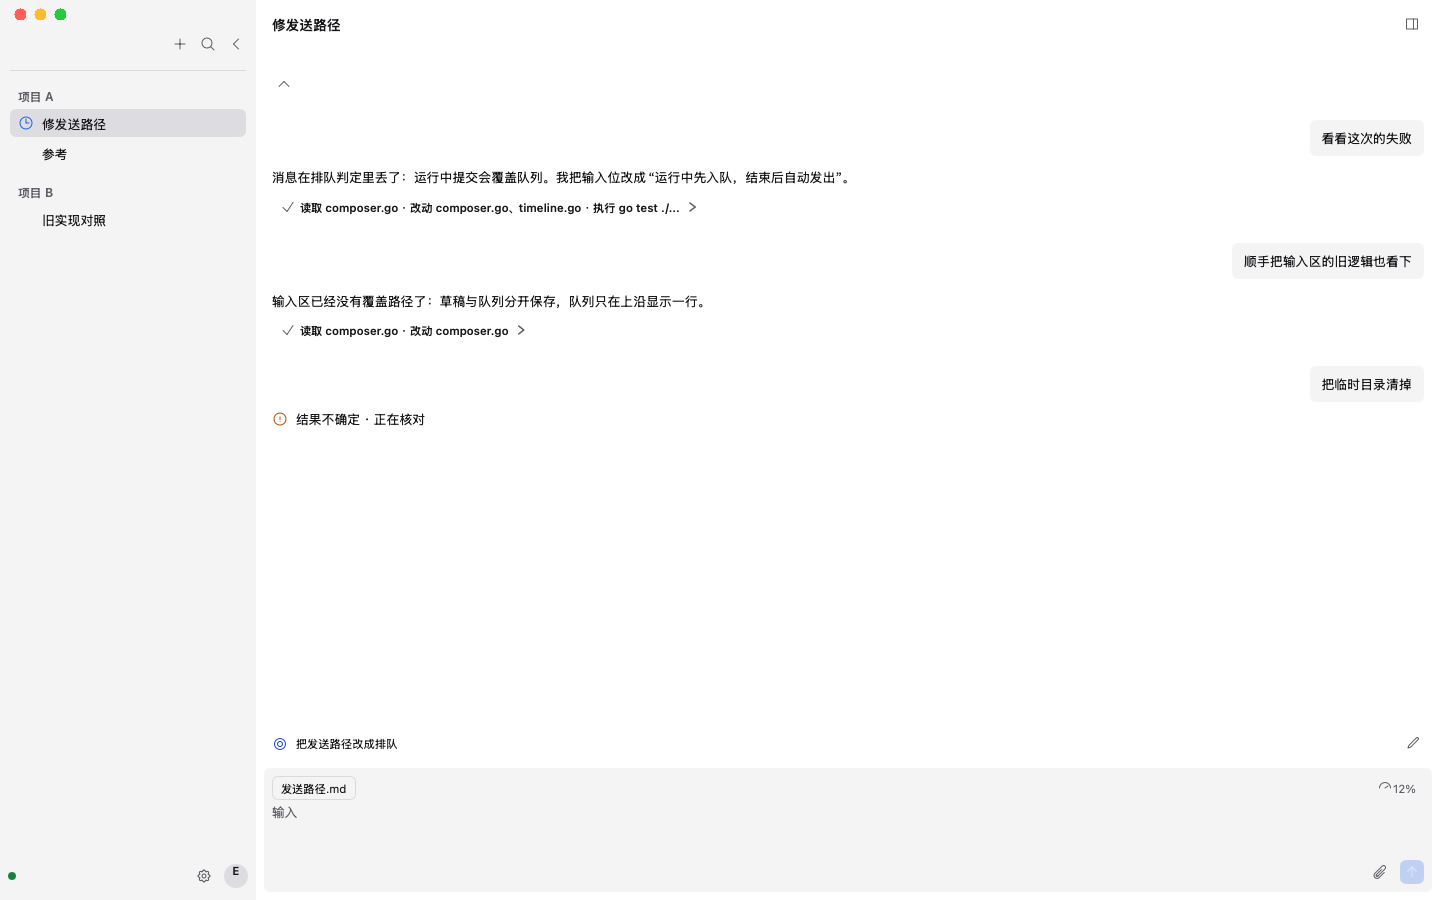 修发送路径
项目 A
修发送路径
参考
项目 B
旧实现对照
看看这次的失败
消息在排队判定里丢了：运行中提交会覆盖队列。我把输入位改成 “运行中先入队，结束后自动发出”。
读取 composer.go · 改动 composer.go、timeline.go · 执行 go test ./...
顺手把输入区的旧逻辑也看下
输入区已经没有覆盖路径了：草稿与队列分开保存，队列只在上沿显示一行。
读取 composer.go · 改动 composer.go
把临时目录清掉
结果不确定 · 正在核对
把发送路径改成排队
发送路径.md
12%
输入
E